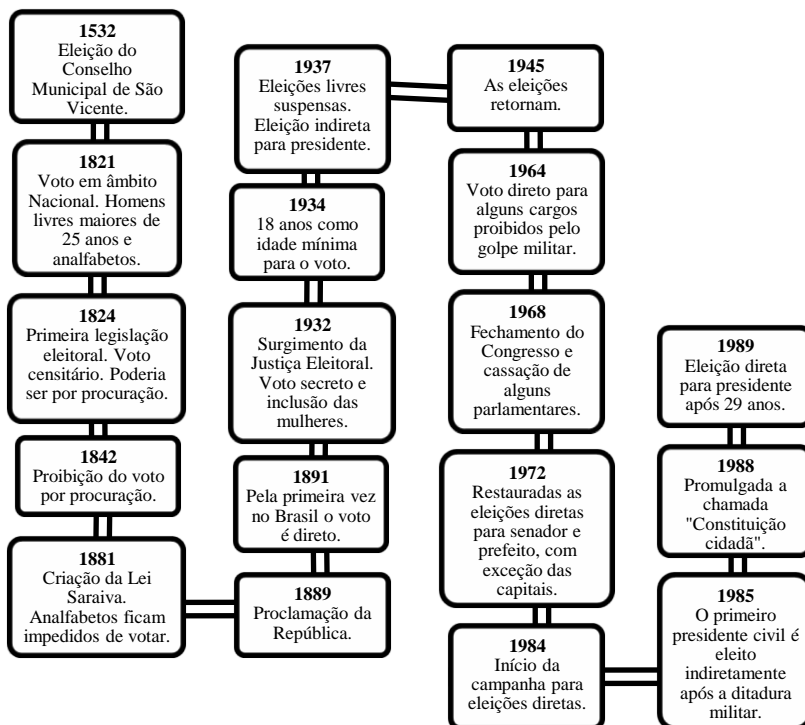 1532
Eleição do
Conselho
Municipal de São
Vicente.
1821
Voto em âmbito
Nacional. Homens
livres maiores de
25 anos e
analfabetos.
1824
Primeira legislação
eleitoral. Voto
censitário. Poderia
ser por procuração.
1842
Proibição do voto
por procuração.
1881
Criação da Lei
Saraiva.
Analfabetos ficam
impedidos de votar.
1889
Proclamação da
República.
1891
Pela primeira vez
no Brasil o voto
é direto.
1932
Surgimento da
Justiça Eleitoral.
Voto secreto e
inclusão das
mulheres.
1934
18 anos como
idade mínima
para o voto.
1937
Eleições livres
suspensas.
Eleição indireta
para presidente.
1945
As eleições
retornam.
1964
Voto direto para
alguns cargos
proibidos pelo
golpe militar.
1968
Fechamento do
Congresso e
cassação de
alguns
parlamentares.
1972
Restauradas as
eleições diretas
para senador e
prefeito, com
exceção das
capitais.
1984
Início da
campanha para
eleições diretas.
1985
O primeiro
presidente civil é
eleito
indiretamente
após a ditadura
militar.
1988
Promulgada a
chamada
"Constituição
cidadã".
1989
Eleição direta
para presidente
após 29 anos.